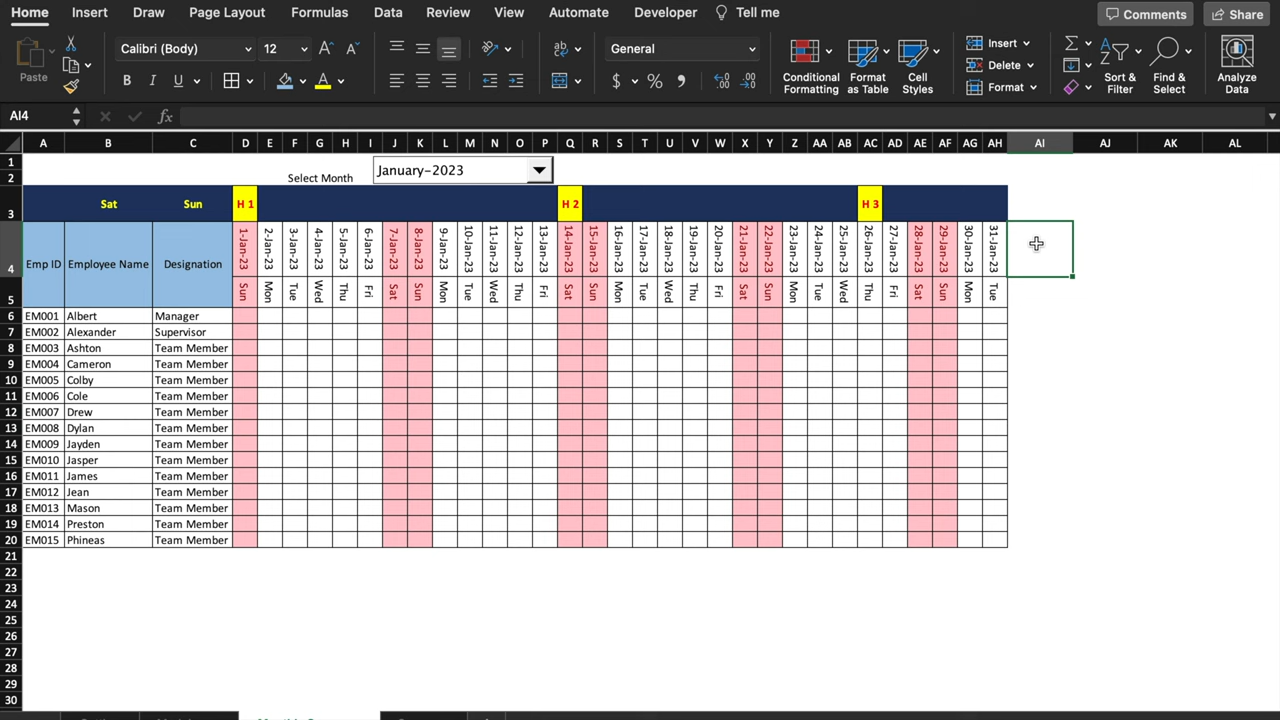 Home Insert Draw Page Layout Formulas Data Review View Automate Developer Tell me Comments Share
Paste Calibri (Body) 12 A A B I U A ab General $ % Conditional Formatting Format as Table Cell Styles Insert Delete Format Sort & Filter Find & Select Analyze Data
AI4 fx
A B C D E F G H I J K L M N O P Q R S T U V W X Y Z AA AB AC AD AE AF AG AH AI AJ AK AL
1
2 Select Month January-2023
3 Sat Sun H 1 H 2 H 3
4 Emp ID Employee Name Designation 1-Jan-23 2-Jan-23 3-Jan-23 4-Jan-23 5-Jan-23 6-Jan-23 7-Jan-23 8-Jan-23 9-Jan-23 10-Jan-23 11-Jan-23 12-Jan-23 13-Jan-23 14-Jan-23 15-Jan-23 16-Jan-23 17-Jan-23 18-Jan-23 19-Jan-23 20-Jan-23 21-Jan-23 22-Jan-23 23-Jan-23 24-Jan-23 25-Jan-23 26-Jan-23 27-Jan-23 28-Jan-23 29-Jan-23 30-Jan-23 31-Jan-23
5 Sun Mon Tue Wed Thu Fri Sat Sun Mon Tue Wed Thu Fri Sat Sun Mon Tue Wed Thu Fri Sat Sun Mon Tue Wed Thu Fri Sat Sun Mon Tue
6 EM001 Albert Manager
7 EM002 Alexander Supervisor
8 EM003 Ashton Team Member
9 EM004 Cameron Team Member
10 EM005 Colby Team Member
11 EM006 Cole Team Member
12 EM007 Drew Team Member
13 EM008 Dylan Team Member
14 EM009 Jayden Team Member
15 EM010 Jasper Team Member
16 EM011 James Team Member
17 EM012 Jean Team Member
18 EM013 Mason Team Member
19 EM014 Preston Team Member
20 EM015 Phineas Team Member
21
22
23
24
25
26
27
28
29
30